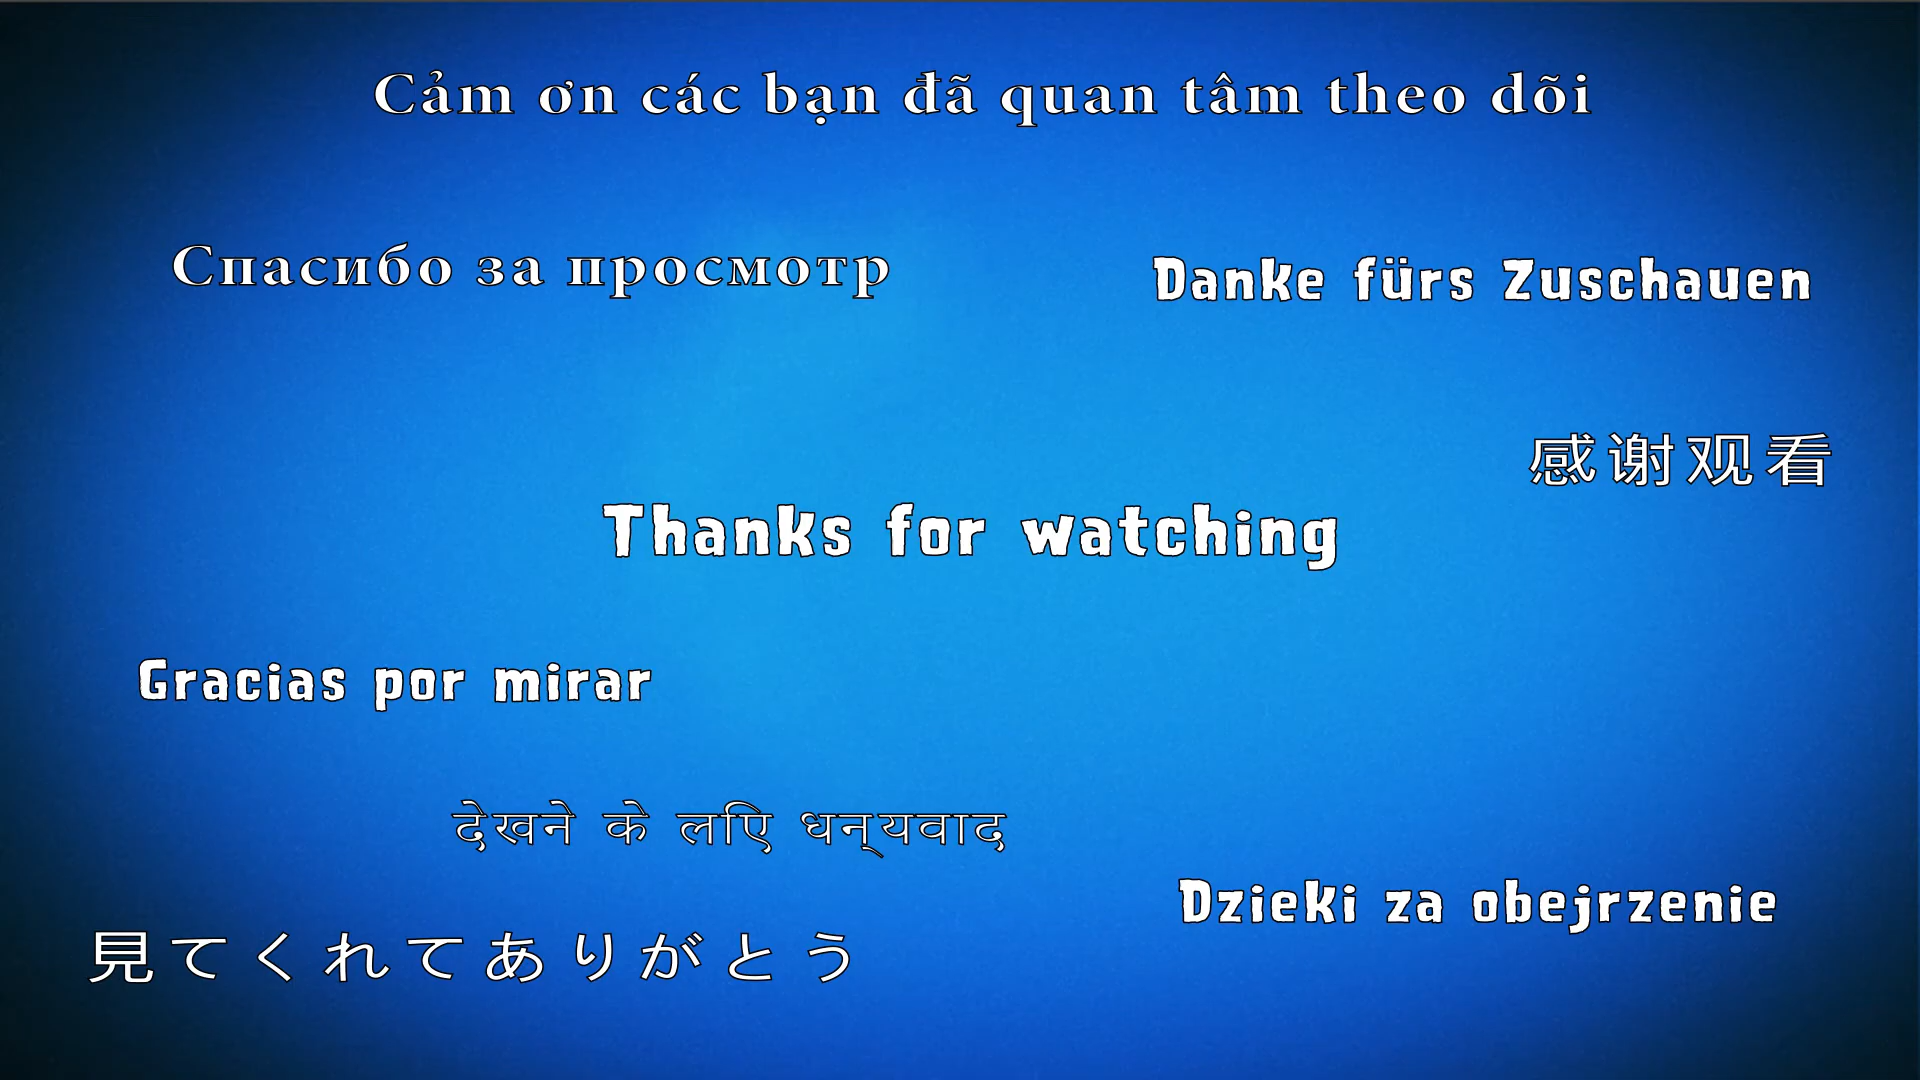 Cảm ơn các bạn đã quan tâm theo dõi
Спасибо за просмотр
Danke fürs Zuschauen
感谢观看
Thanks for watching
Gracias por mirar
देखने के लिए धन्यवाद
Dzieki za obejrzenie
見てくれてありがとう